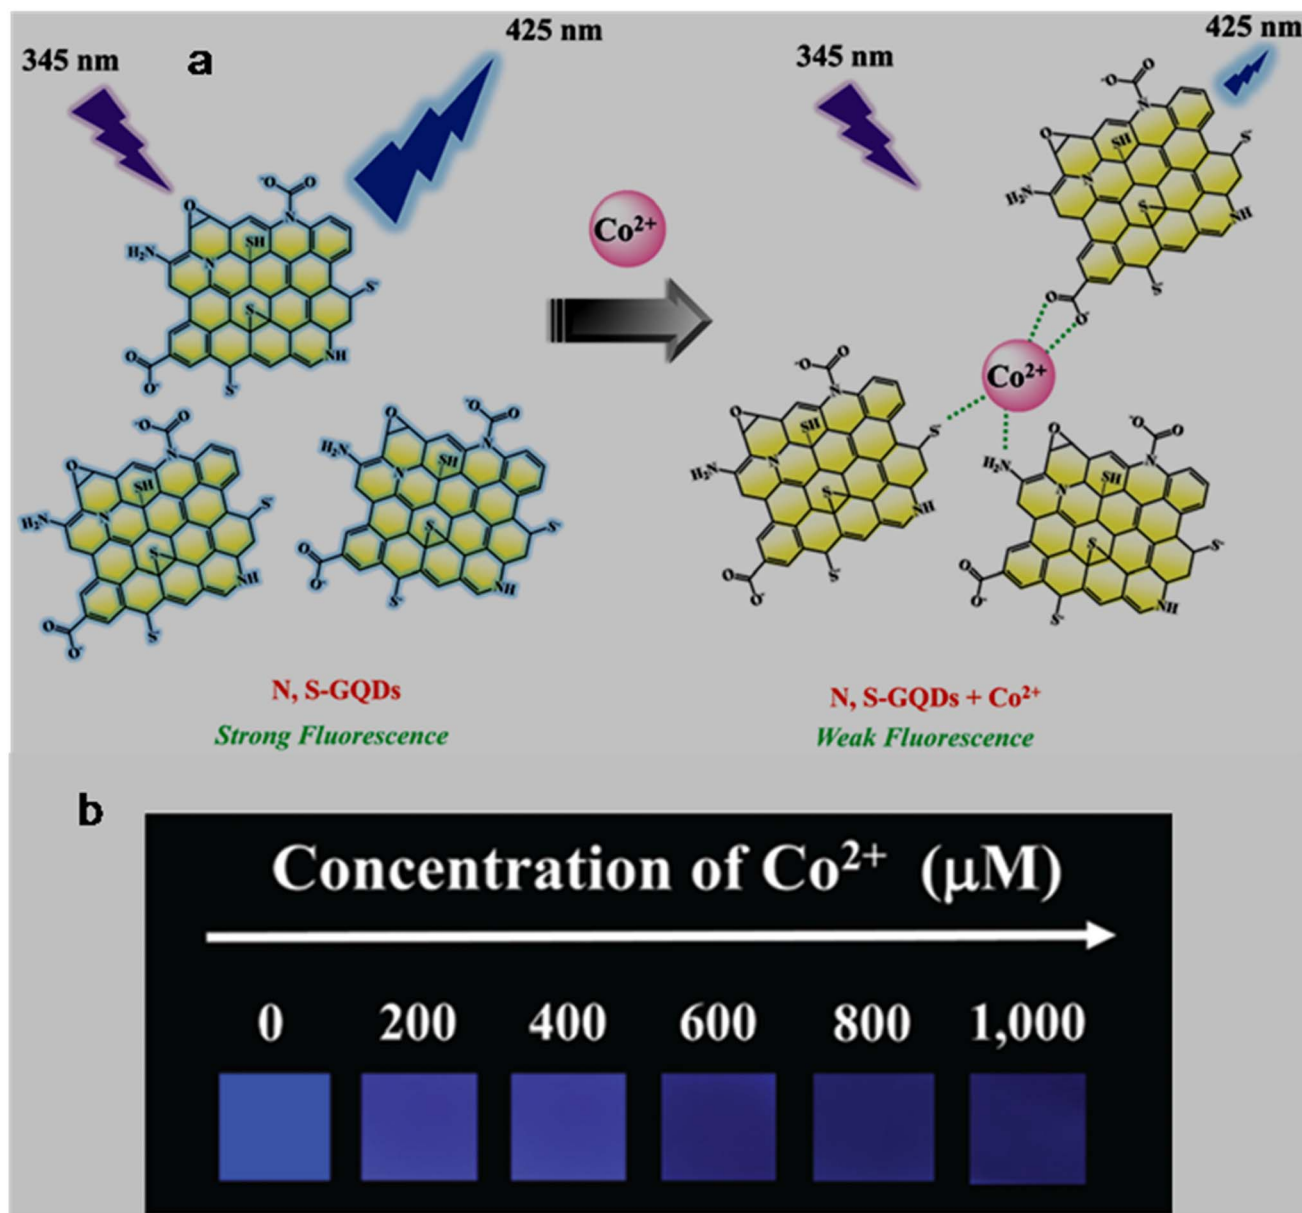 345 nm
a
425 nm
345 nm
425 nm
⁻O O
N
O
SH
H₂N
N
S⁻
S
NH
O
O⁻
S⁻
Co²⁺
⁻O O
N
O
SH
H₂N
N
S⁻
S
NH
O
O⁻
S⁻
⁻O O
N
O
SH
H₂N
N
S⁻
S
NH
O
O⁻
S⁻
⁻O O
N
O
SH
H₂N
N
S⁻
S
NH
O
O⁻
S⁻
Co²⁺
⁻O O
N
O
SH
H₂N
N
S⁻
S
NH
O
O⁻
S⁻
⁻O O
N
O
SH
H₂N
N
S⁻
S
NH
O
O⁻
S⁻
N, S-GQDs
Strong Fluorescence
N, S-GQDs + Co²⁺
Weak Fluorescence
b
Concentration of Co²⁺ (μM)
0 200 400 600 800 1,000